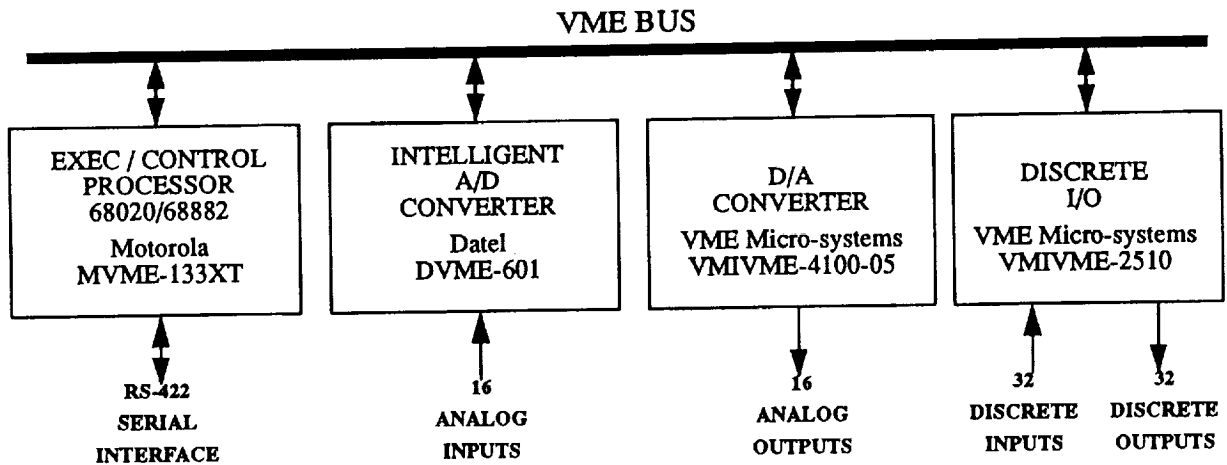 VME BUS
EXEC / CONTROL
PROCESSOR
68020/68882
Motorola
MVME-133XT
INTELLIGENT
A/D
CONVERTER
Datel
DVME-601
D/A
CONVERTER
VME Micro-systems
VMIVME-4100-05
DISCRETE
I/O
VME Micro-systems
VMIVME-2510
RS-422
SERIAL
INTERFACE
16
ANALOG
INPUTS
16
ANALOG
OUTPUTS
32
DISCRETE
INPUTS
32
DISCRETE
OUTPUTS